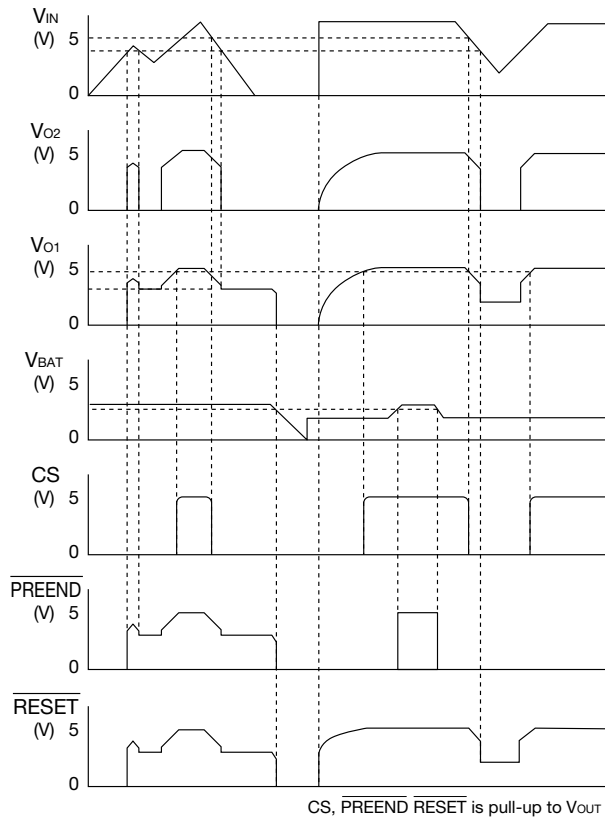 VIN
(V) 5
0
VO2
(V) 5
0
VO1
(V) 5
0
VBAT
(V) 5
0
CS
(V) 5
0
PREEND
(V) 5
0
RESET
(V) 5
0
CS, PREEND RESET is pull-up to VOUT